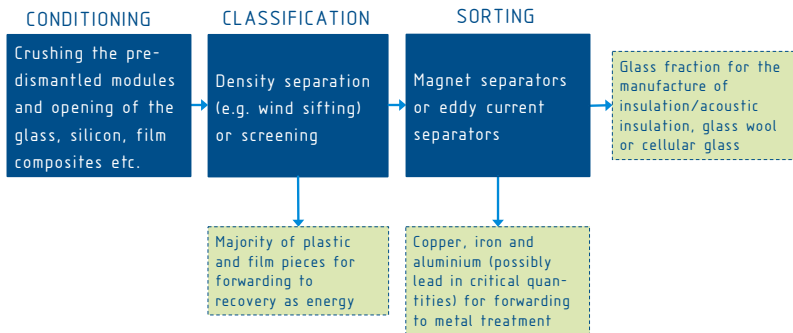 CONDITIONING
Crushing the pre-
dismantled modules
and opening of the
glass, silicon, film
composites etc.
CLASSIFICATION
Density separation
(e.g. wind sifting)
or screening
SORTING
Magnet separators
or eddy current
separators
Glass fraction for the
manufacture of
insulation/acoustic
insulation, glass wool
or cellular glass
Majority of plastic
and film pieces for
forwarding to
recovery as energy
Copper, iron and
aluminium (possibly
lead in critical quan-
tities) for forwarding
to metal treatment